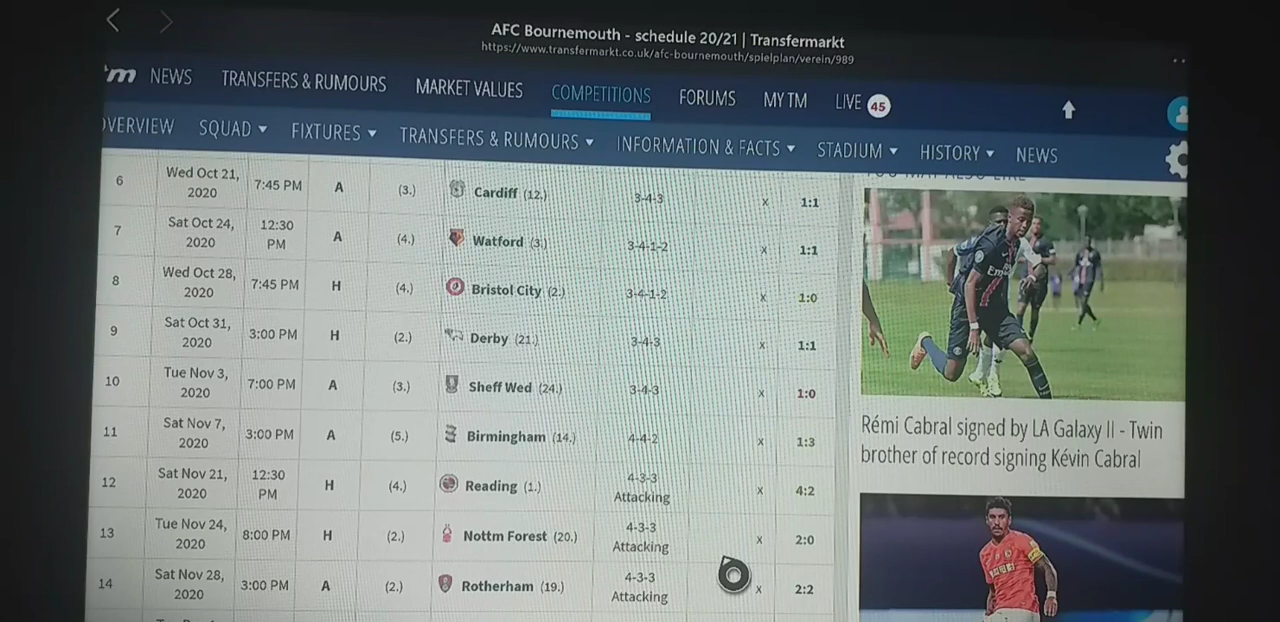 AFC Bournemouth - schedule 20/21 | Transfermarkt
https://www.transfermarkt.co.uk/afc-bournemouth/spielplan/verein/989
tm NEWS TRANSFERS & RUMOURS MARKET VALUES COMPETITIONS FORUMS MY TM LIVE 45
OVERVIEW SQUAD FIXTURES TRANSFERS & RUMOURS INFORMATION & FACTS STADIUM HISTORY NEWS
6 Wed Oct 21, 2020 7:45 PM A (3.) Cardiff (12.) 3-4-3 x 1:1
7 Sat Oct 24, 2020 12:30 PM A (4.) Watford (3.) 3-4-1-2 x 1:1
8 Wed Oct 28, 2020 7:45 PM H (4.) Bristol City (2.) 3-4-1-2 x 1:0
9 Sat Oct 31, 2020 3:00 PM H (2.) Derby (21.) 3-4-3 x 1:1
10 Tue Nov 3, 2020 7:00 PM A (3.) Sheff Wed (24.) 3-4-3 x 1:0
11 Sat Nov 7, 2020 3:00 PM A (5.) Birmingham (14.) 4-4-2 x 1:3
12 Sat Nov 21, 2020 12:30 PM H (4.) Reading (1.) 4-3-3 Attacking x 4:2
13 Tue Nov 24, 2020 8:00 PM H (2.) Nottm Forest (20.) 4-3-3 Attacking x 2:0
14 Sat Nov 28, 2020 3:00 PM A (2.) Rotherham (19.) 4-3-3 Attacking x 2:2
YOU MAY ALSO LIKE
Rémi Cabral signed by LA Galaxy II - Twin
brother of record signing Kévin Cabral